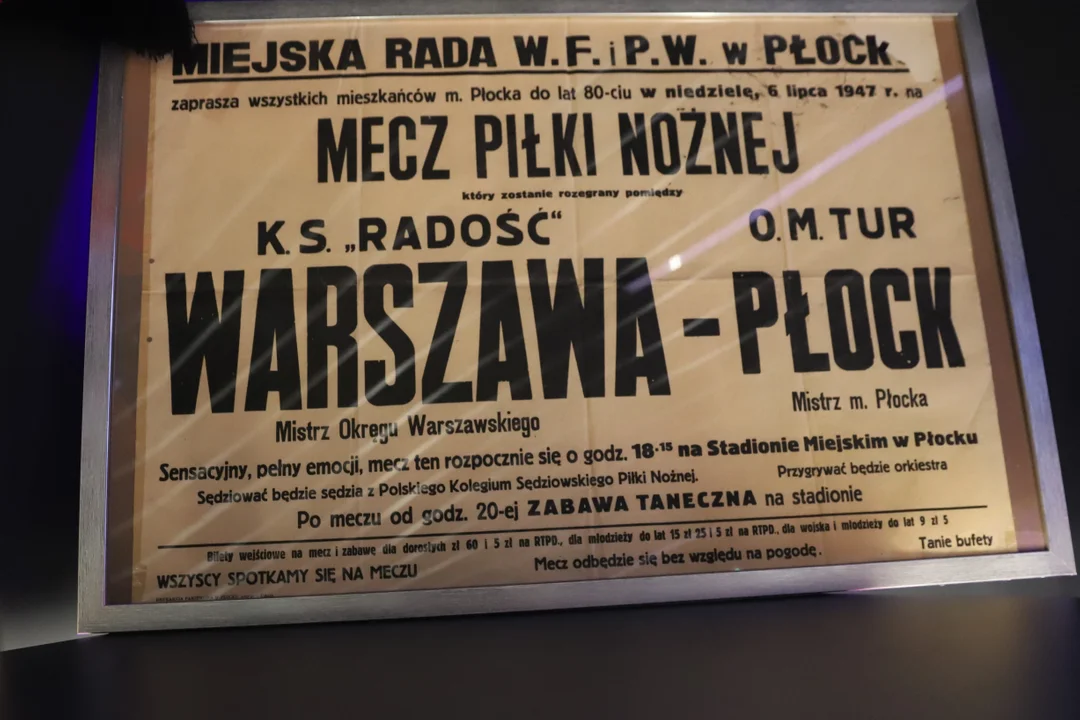 MIEJSKA RADA W.F. i P.W. w PŁOCK
zaprasza wszystkich mieszkańców m. Płocka do lat 80-ciu w niedzielę, 6 lipca 1947 r. na
MECZ PIŁKI NOŻNEJ
który zostanie rozegrany pomiędzy
K.S. „RADOŚĆ“ O.M. TUR
WARSZAWA - PŁOCK
Mistrz Okręgu Warszawskiego Mistrz m. Płocka
Sensacyjny, pełny emocji, mecz ten rozpocznie się o godz. 18·15 na Stadionie Miejskim w Płocku
Sędziować będzie sędzia z Polskiego Kolegium Sędziowskiego Piłki Nożnej. Przygrywać będzie orkiestra
Po meczu od godz. 20-ej ZABAWA TANECZNA na stadionie
Bilety wejściowe na mecz i zabawę dla dorosłych zł 60 i 5 zł na RTPD., dla młodzieży do lat 15 zł 25 i 5 zł na RTPD., dla wojska i młodzieży do lat 9 zł 5
WSZYSCY SPOTKAMY SIĘ NA MECZU Mecz odbędzie się bez względu na pogodę. Tanie bufety